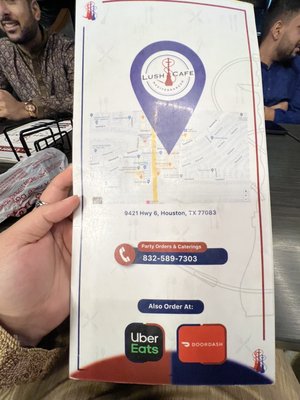 LUSH CAFE
MEDITERRANEAN
9421 Hwy 6, Houston, TX 77083
Party Orders & Caterings
832-589-7303
Also Order At:
Uber
Eats
DOORDASH